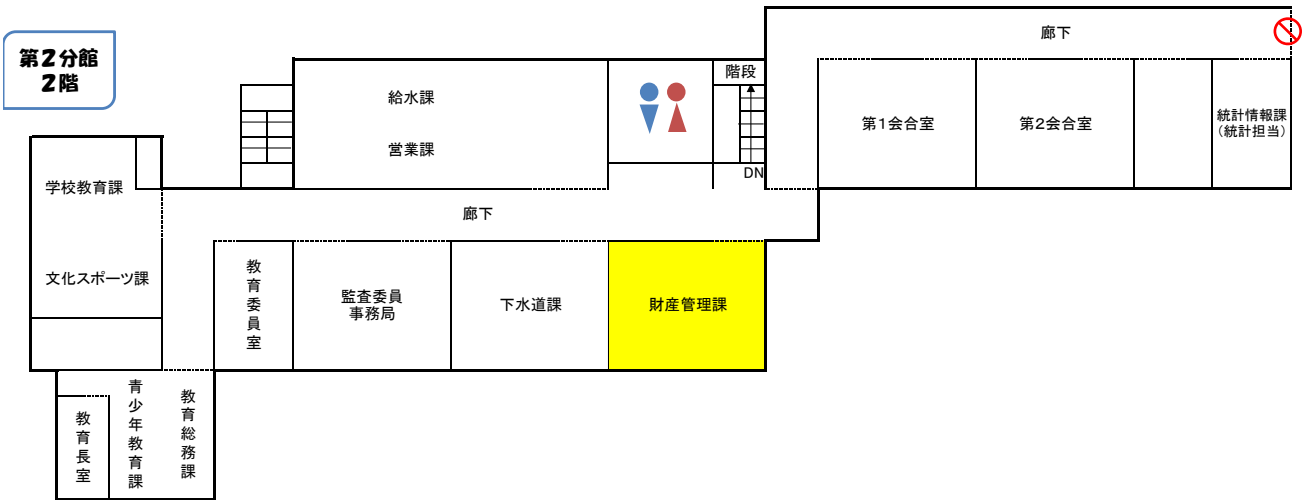 第2分館
2階
廊下
階段
給水課
営業課
第1会合室
第2会合室
統計情報課
(統計担当)
DN
学校教育課
廊下
文化スポーツ課
教育委員室
監査委員
事務局
下水道課
財産管理課
教育長室
青少年教育課
教育総務課